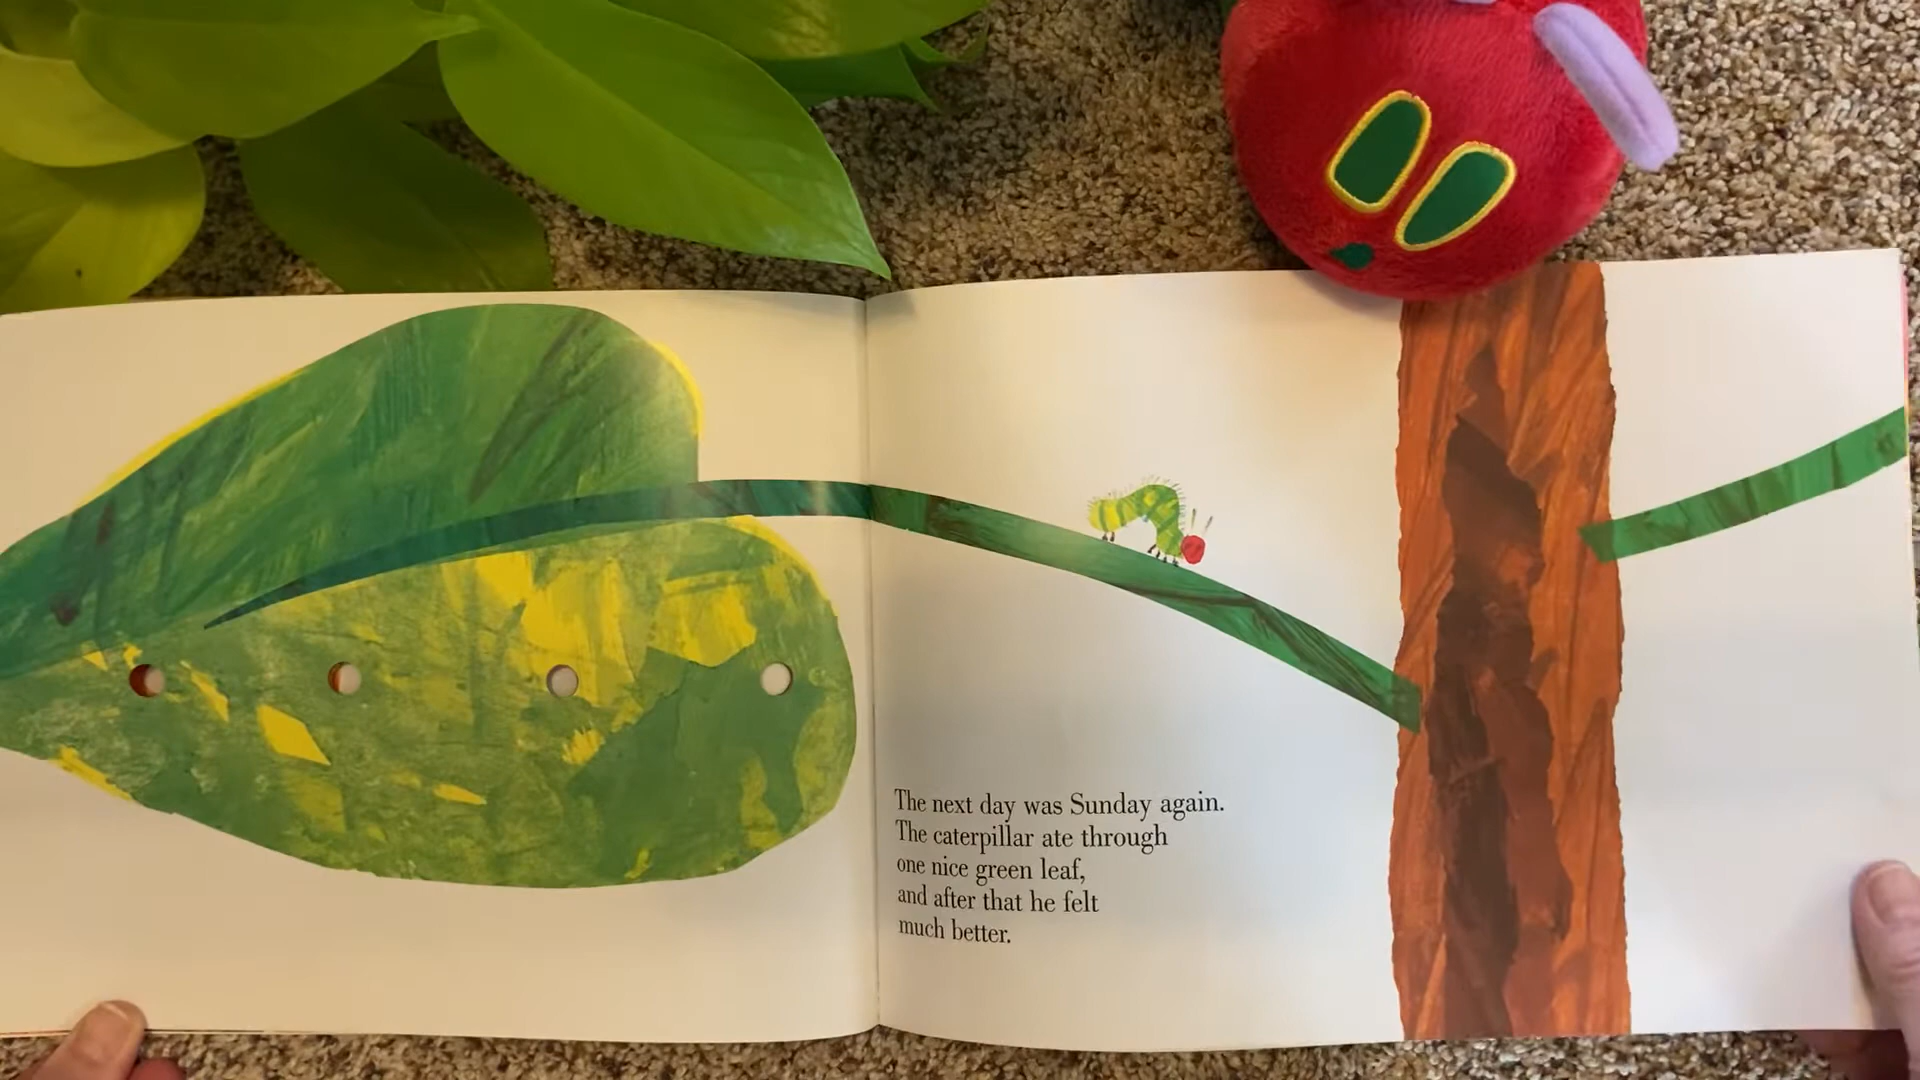 The next day was Sunday again.
The caterpillar ate through
one nice green leaf,
and after that he felt
much better.